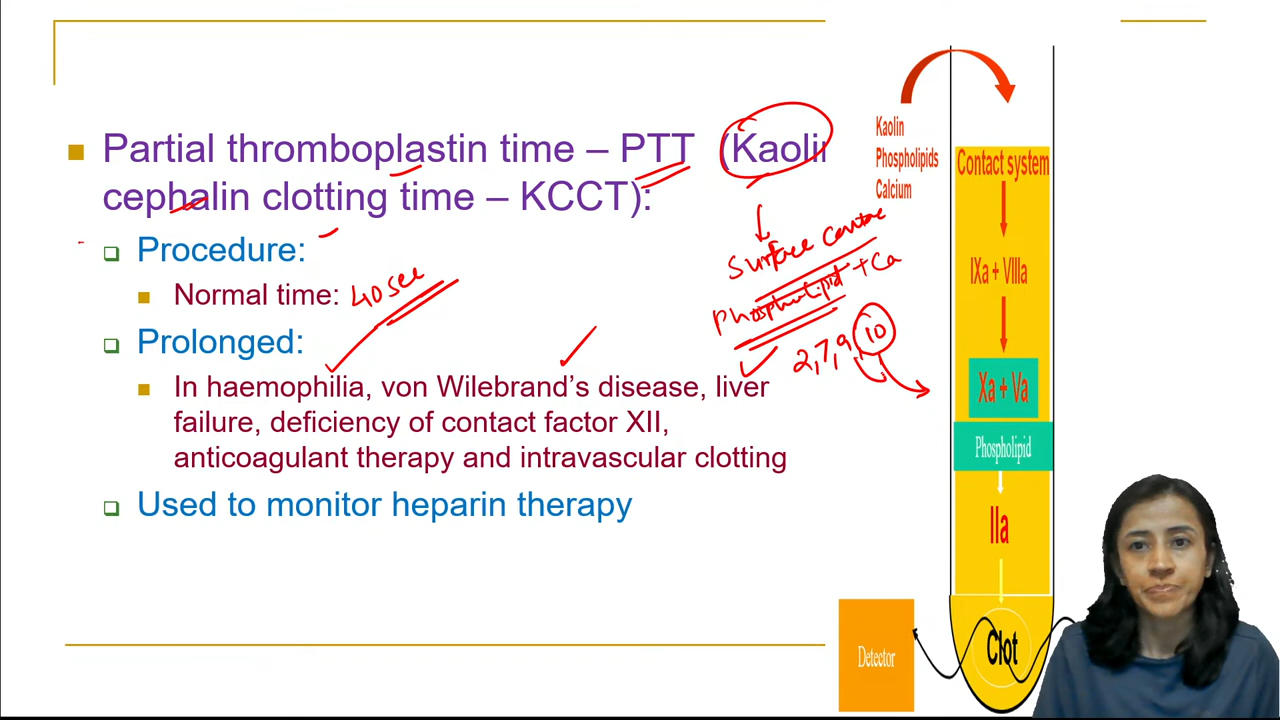 Partial thromboplastin time – PTT (Kaolin
cephalin clotting time – KCCT):
Procedure:
Normal time: 40 sec
Prolonged:
In haemophilia, von Wilebrand's disease, liver
failure, deficiency of contact factor XII,
anticoagulant therapy and intravascular clotting
Used to monitor heparin therapy
Surface
Phospholipid + Ca
2, 7, 9, 10
Kaolin
Phospholipids
Calcium
Contact system
IXa + VIIIa
Xa + Va
Phospholipid
IIa
Clot
Detector